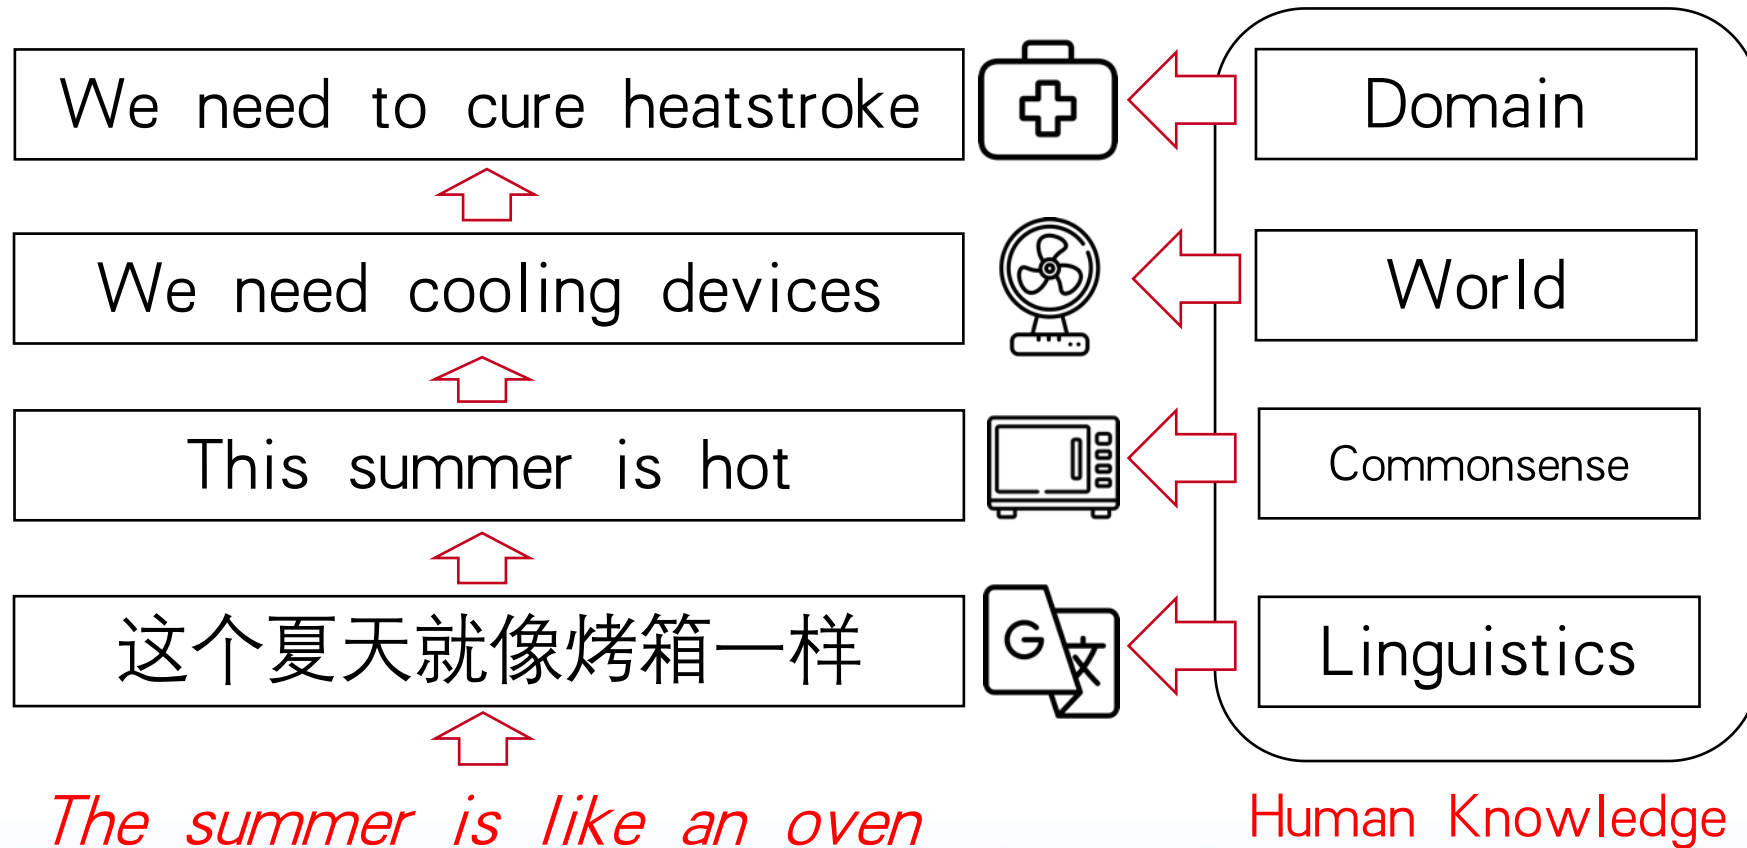 We need to cure heatstroke
Domain
We need cooling devices
World
This summer is hot
Commonsense
这个夏天就像烤箱一样
G
文
Linguistics
The summer is like an oven
Human Knowledge